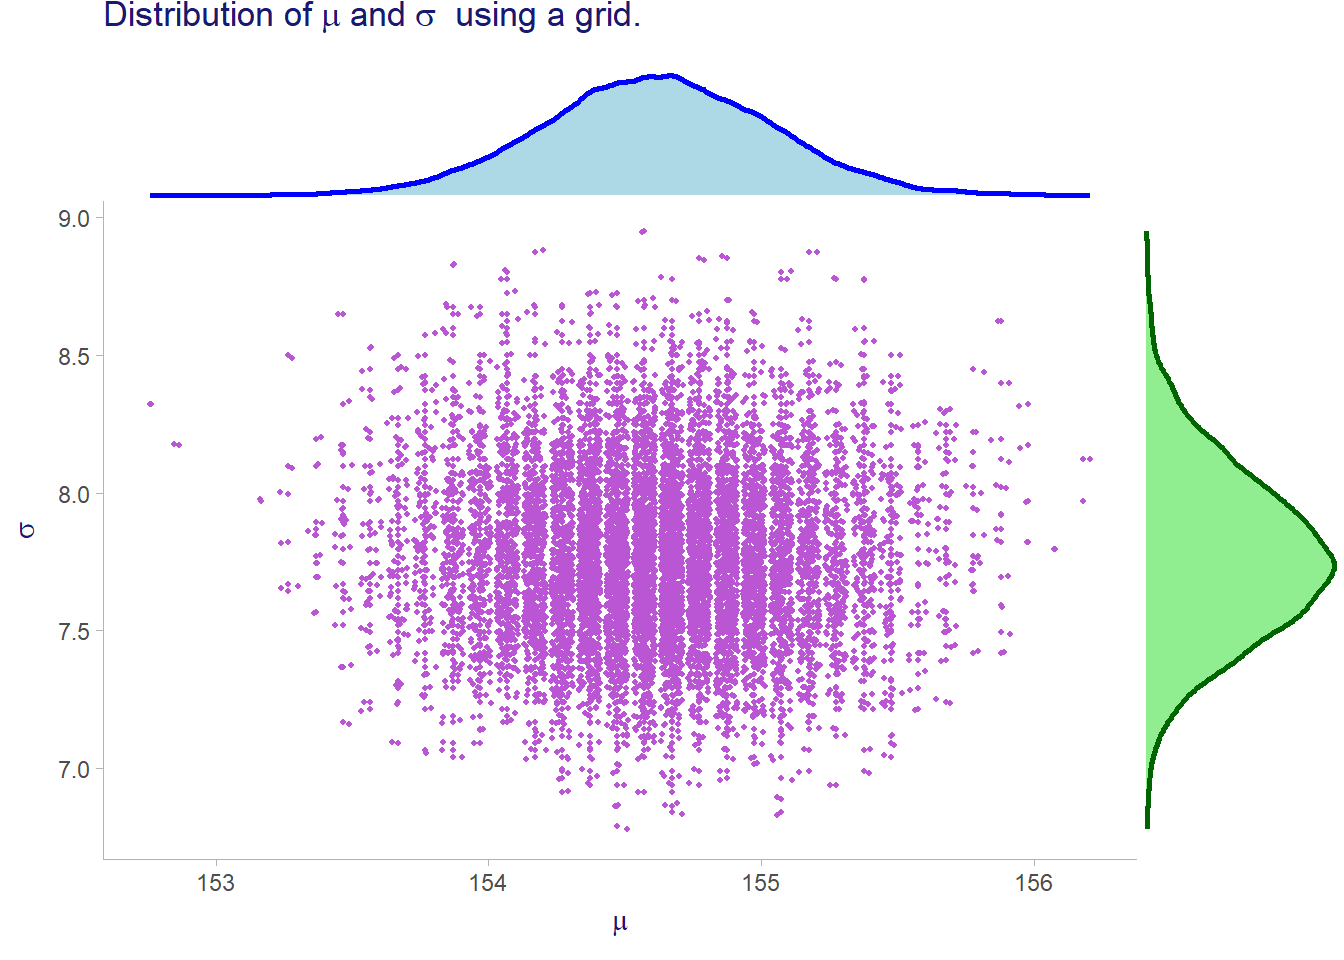 Distribution of μ and σ  using a grid.
9.0
8.5
8.0
7.5
7.0
σ
153 154 155 156
μ